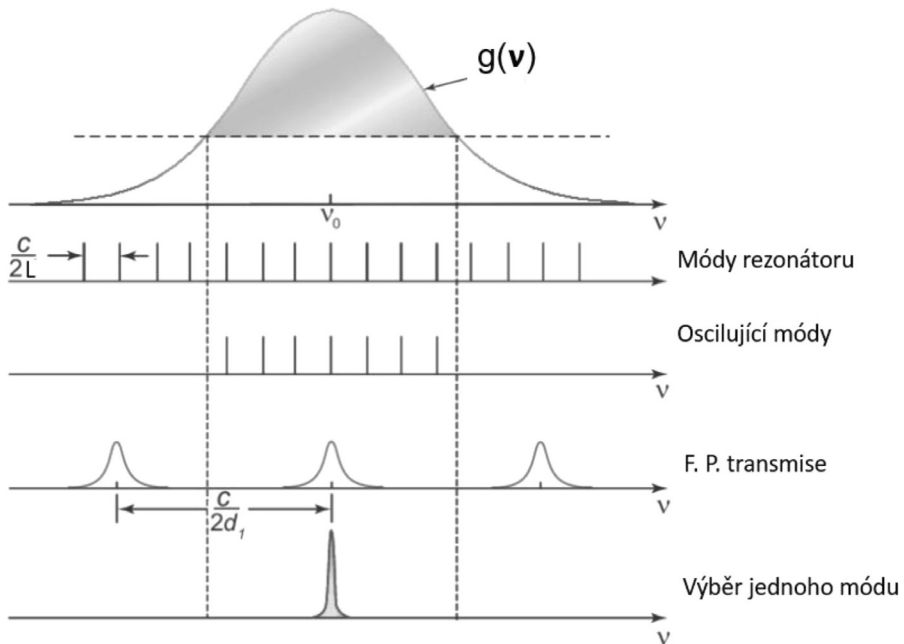 g(ν)
ν₀
ν
c/2L
Módy rezonátoru
ν
Oscilující módy
ν
F. P. transmise
ν
c/2d₁
Výběr jednoho módu
ν